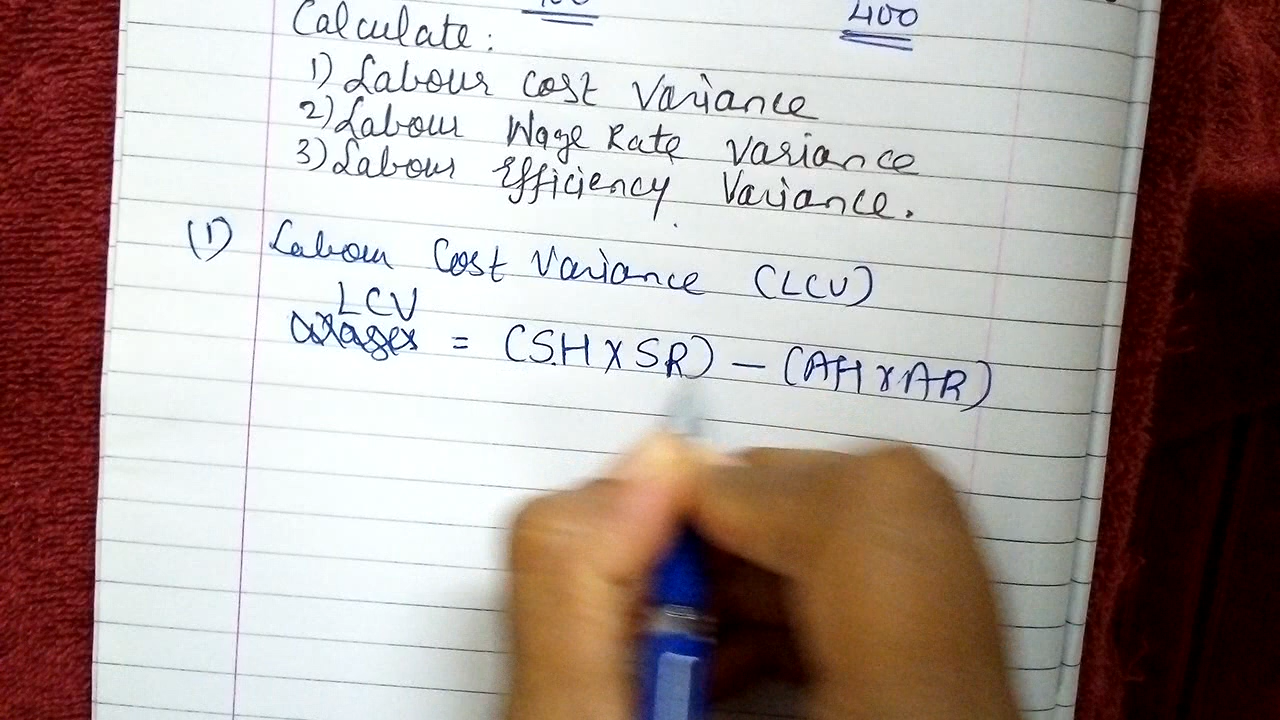 400
Calculate:
1) Labour Cost Variance
2) Labour Wage Rate Variance
3) Labour Efficiency Variance.
(1) Labour Cost Variance (LCV)
LCV
= (SH X SR) - (AH X AR)